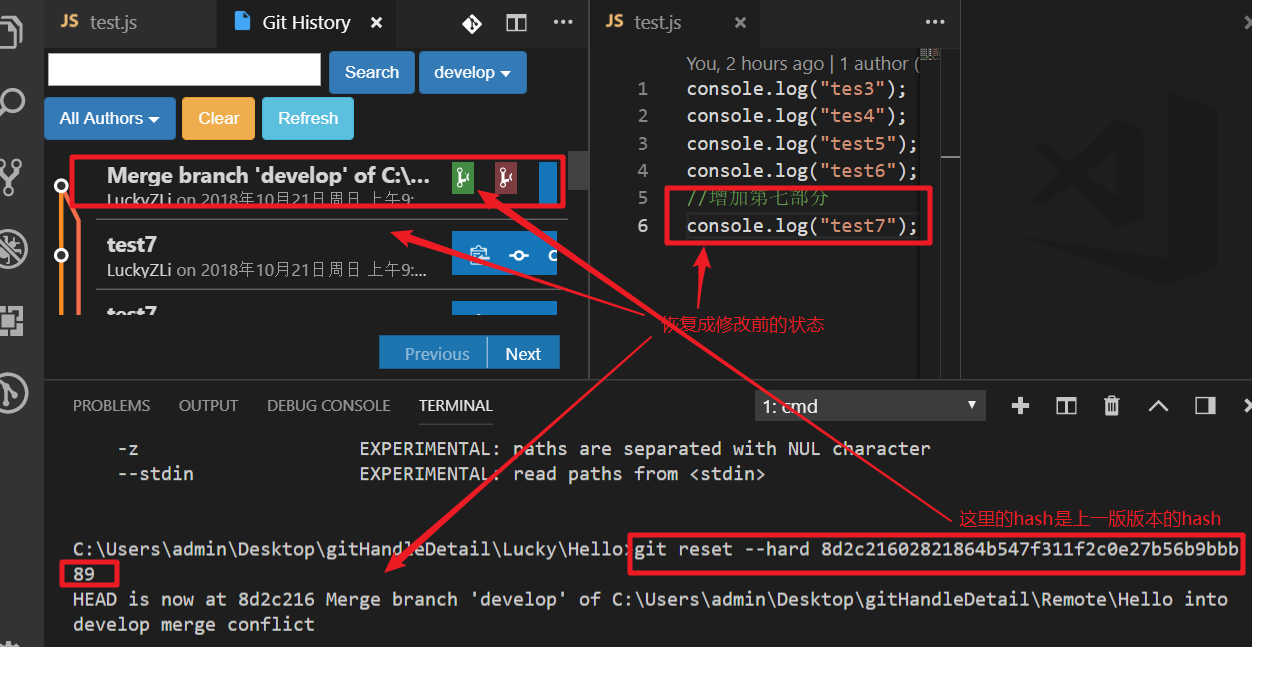 JS test.js
Git History
JS test.js
Search
develop
All Authors
Clear
Refresh
Merge branch 'develop' of C:\...
LuckyZLi on 2018年10月21日周日 上午9:
test7
LuckyZLi on 2018年10月21日周日 上午9:...
test7
Previous
Next
You, 2 hours ago | 1 author (
1 console.log("tes3");
2 console.log("tes4");
3 console.log("test5");
4 console.log("test6");
5 //增加第七部分
6 console.log("test7");
恢复成修改前的状态
PROBLEMS
OUTPUT
DEBUG CONSOLE
TERMINAL
1: cmd
-z EXPERIMENTAL: paths are separated with NUL character
--stdin EXPERIMENTAL: read paths from <stdin>
这里的hash是上一版版本的hash
C:\Users\admin\Desktop\gitHandleDetail\Lucky\Hello>git reset --hard 8d2c21602821864b547f311f2c0e27b56b9bbb
89
HEAD is now at 8d2c216 Merge branch 'develop' of C:\Users\admin\Desktop\gitHandleDetail\Remote\Hello into
develop merge conflict